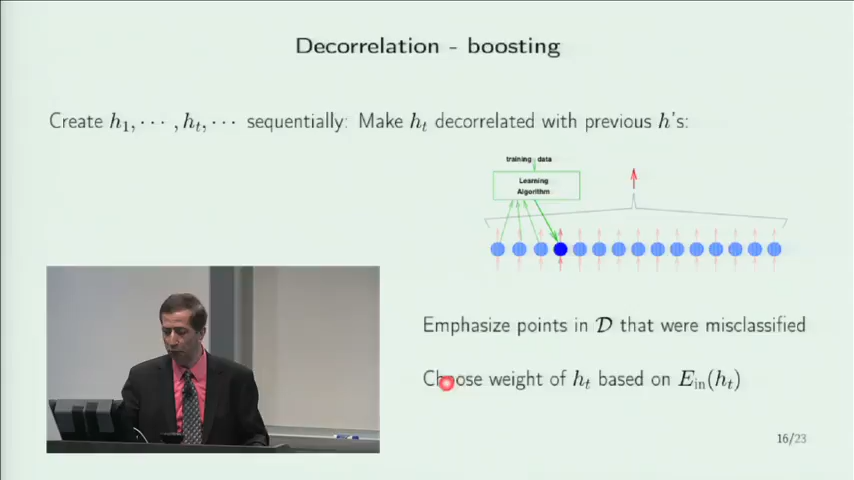 Decorrelation - boosting
Create h₁, ··· , hₜ, ··· sequentially: Make hₜ decorrelated with previous h's:
training data
Learning
Algorithm
Emphasize points in 𝒟 that were misclassified
Choose weight of hₜ based on E_in(hₜ)
16/23